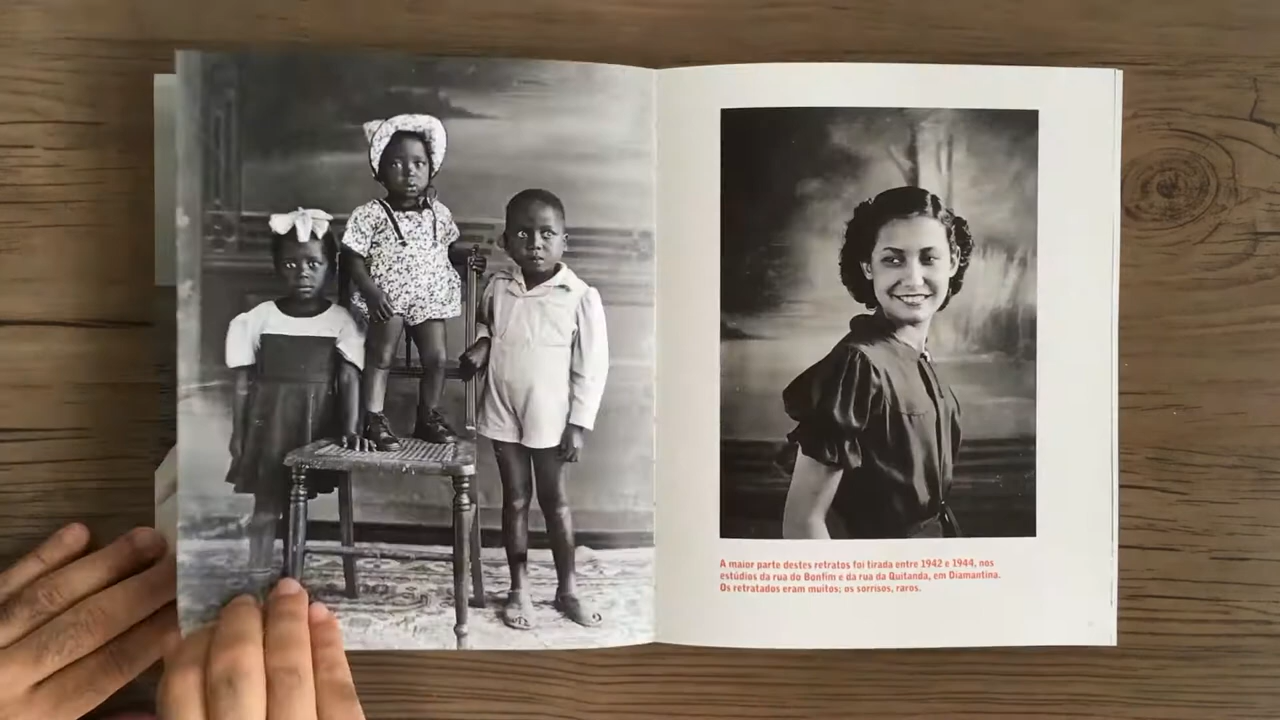 A maior parte destes retratos foi tirada entre 1942 e 1944, nos
estúdios da rua do Bonfim e da rua da Quitanda, em Diamantina.
Os retratados eram muitos; os sorrisos, raros.